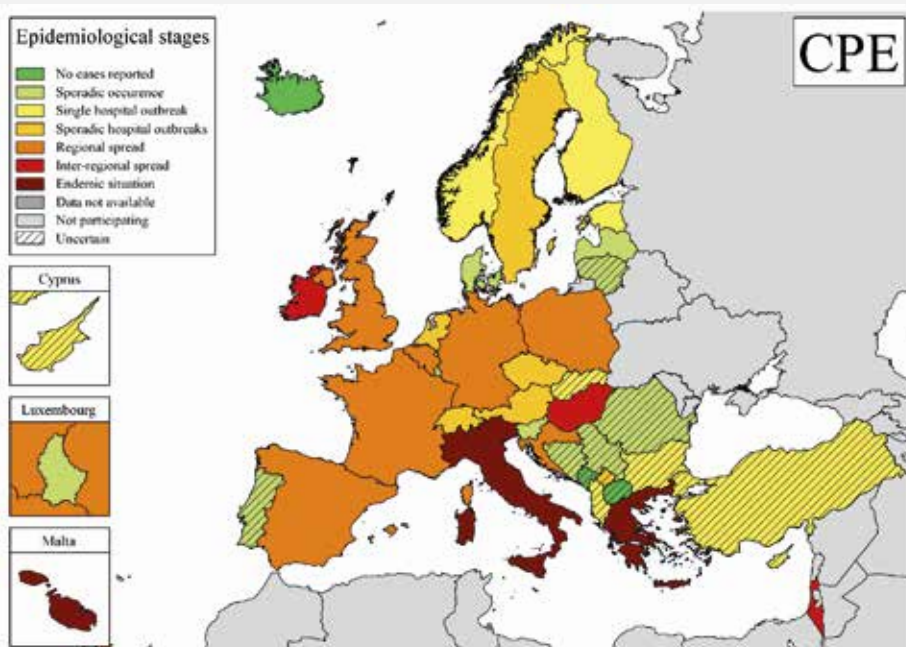 Epidemiological stages
No cases reported
Sporadic occurence
Single hospital outbreak
Sporadic hospital outbreaks
Regional spread
Inter-regional spread
Endemic situation
Data not available
Not participating
Uncertain
CPE
Cyprus
Luxembourg
Malta